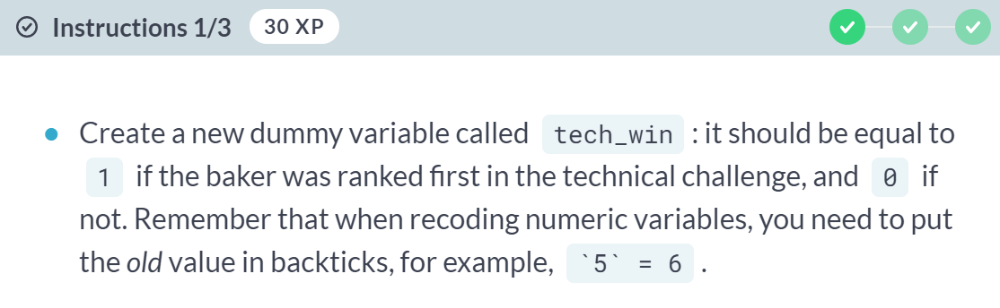 Instructions 1/3 30 XP
Create a new dummy variable called tech_win : it should be equal to
1 if the baker was ranked first in the technical challenge, and 0 if
not. Remember that when recoding numeric variables, you need to put
the old value in backticks, for example, `5` = 6 .